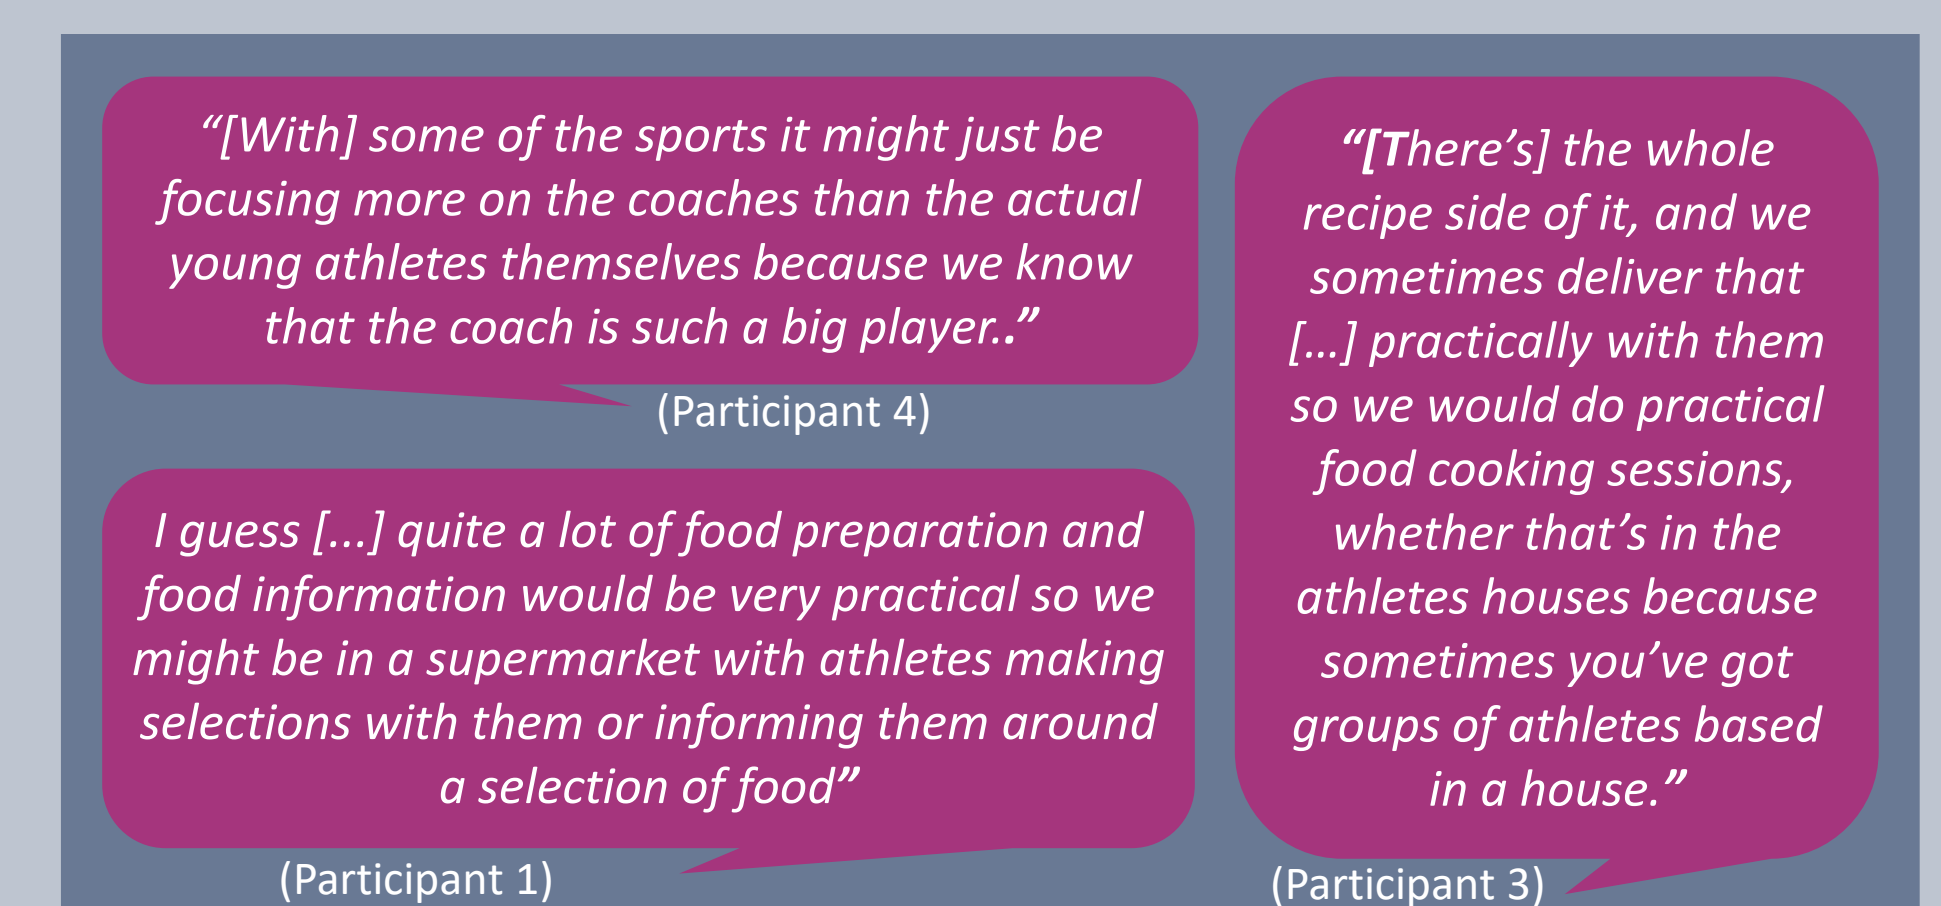 “[With] some of the sports it might just be
focusing more on the coaches than the actual
young athletes themselves because we know
that the coach is such a big player..”
(Participant 4)
I guess [...] quite a lot of food preparation and
food information would be very practical so we
might be in a supermarket with athletes making
selections with them or informing them around
a selection of food”
(Participant 1)
“[There’s] the whole
recipe side of it, and we
sometimes deliver that
[...] practically with them
so we would do practical
food cooking sessions,
whether that’s in the
athletes houses because
sometimes you’ve got
groups of athletes based
in a house.”
(Participant 3)